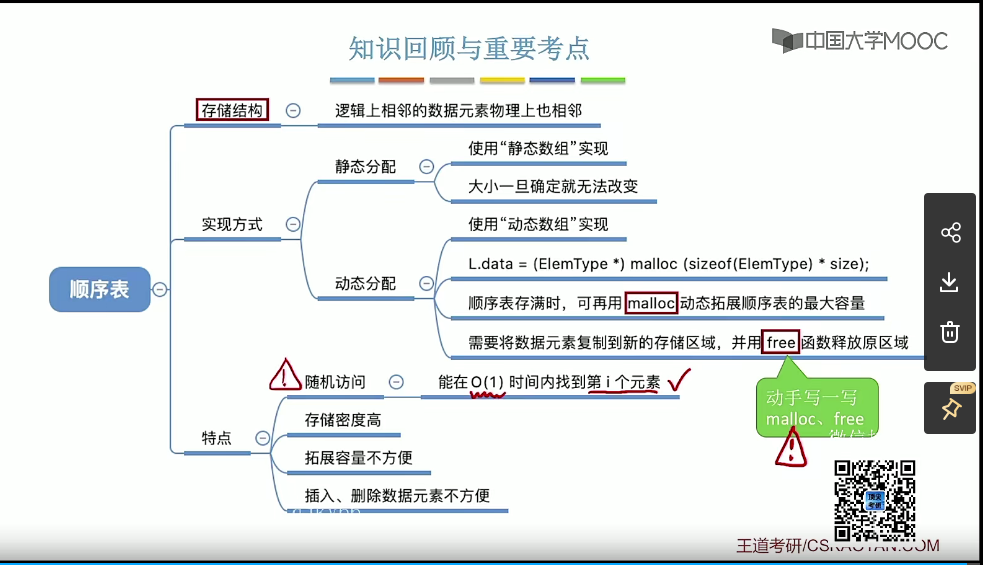 知识回顾与重要考点
中国大学MOOC
存储结构
逻辑上相邻的数据元素物理上也相邻
使用“静态数组”实现
静态分配
大小一旦确定就无法改变
实现方式
使用“动态数组”实现
L.data = (ElemType *) malloc (sizeof(ElemType) * size);
动态分配
顺序表
顺序表存满时，可再用 malloc 动态拓展顺序表的最大容量
需要将数据元素复制到新的存储区域，并用 free 函数释放原区域
随机访问
能在 O(1) 时间内找到第 i 个元素
动手写一写
malloc、free
存储密度高
特点
拓展容量不方便
插入、删除数据元素不方便
SVIP
顶尖
考研
王道考研/CSKAOYAN.COM